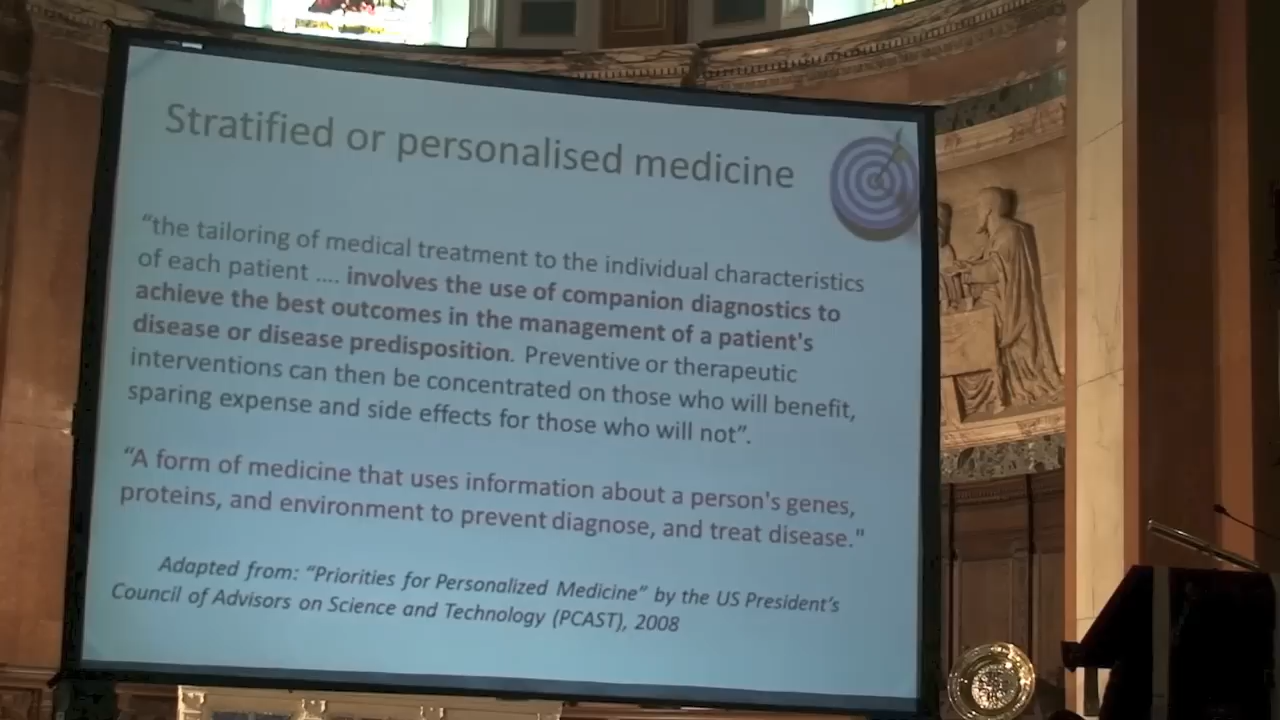 Stratified or personalised medicine
“the tailoring of medical treatment to the individual characteristics
of each patient .... involves the use of companion diagnostics to
achieve the best outcomes in the management of a patient's
disease or disease predisposition. Preventive or therapeutic
interventions can then be concentrated on those who will benefit,
sparing expense and side effects for those who will not”.
“A form of medicine that uses information about a person's genes,
proteins, and environment to prevent diagnose, and treat disease."
Adapted from: “Priorities for Personalized Medicine” by the US President’s
Council of Advisors on Science and Technology (PCAST), 2008